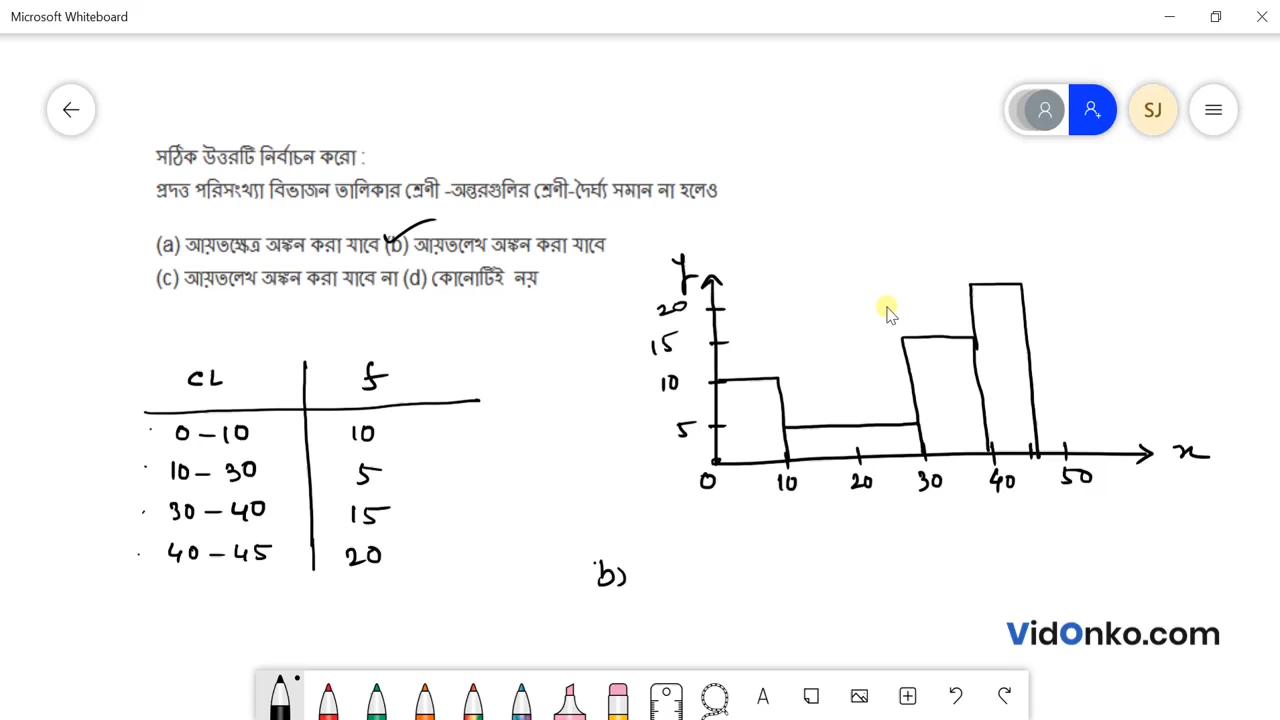 Microsoft Whiteboard
SJ
সঠিক উত্তরটি নির্বাচন করো :
প্রদত্ত পরিসংখ্যা বিভাজন তালিকার শ্রেণী -অন্তরগুলির শ্রেণী-দৈর্ঘ্য সমান না হলেও
(a) আয়তক্ষেত্র অঙ্কন করা যাবে (b) আয়তলেখ অঙ্কন করা যাবে
(c) আয়তলেখ অঙ্কন করা যাবে না (d) কোনোটিই নয়
CL f
0-10 10
10-30 5
30-40 15
40-45 20
y
20
15
10
5
0 10 20 30 40 50 x
b)
VidOnko.com
A